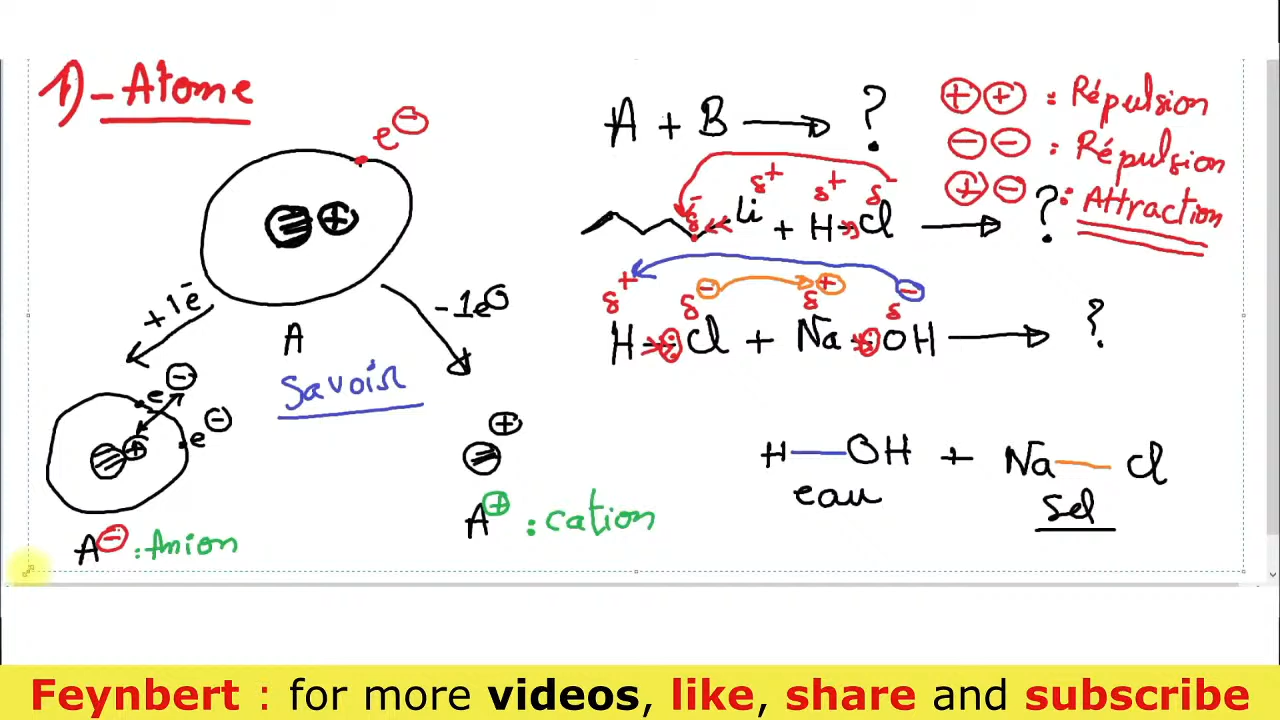 1)- Atome
e⊖
A
+1e⁻
-1e⊖
Savoir
e⊖
e⊖
+
A⊖ : Anion
⊕
A⊕ : cation
⊕⊕ : Répulsion
⊖⊖ : Répulsion
⊕⊖ : Attraction
A + B → ?
δ⁻ δ+ δ+ δ⁻
Li + H Cl → ?
δ+ δ⊖ δ⊕ δ⊖
H Cl + Na OH → ?
H—OH + Na—Cl
eau
Sel
Feynbert : for more videos, like, share and subscribe